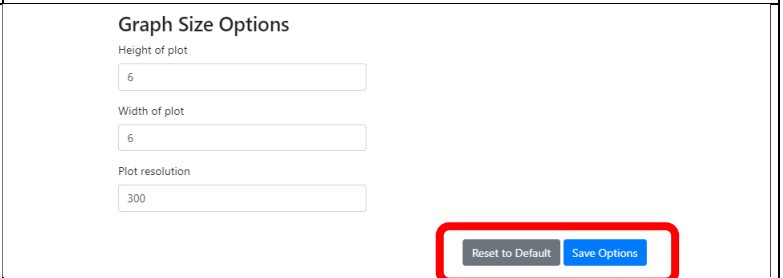 Graph Size Options
Height of plot
6
Width of plot
6
Plot resolution
300
Reset to Default Save Options